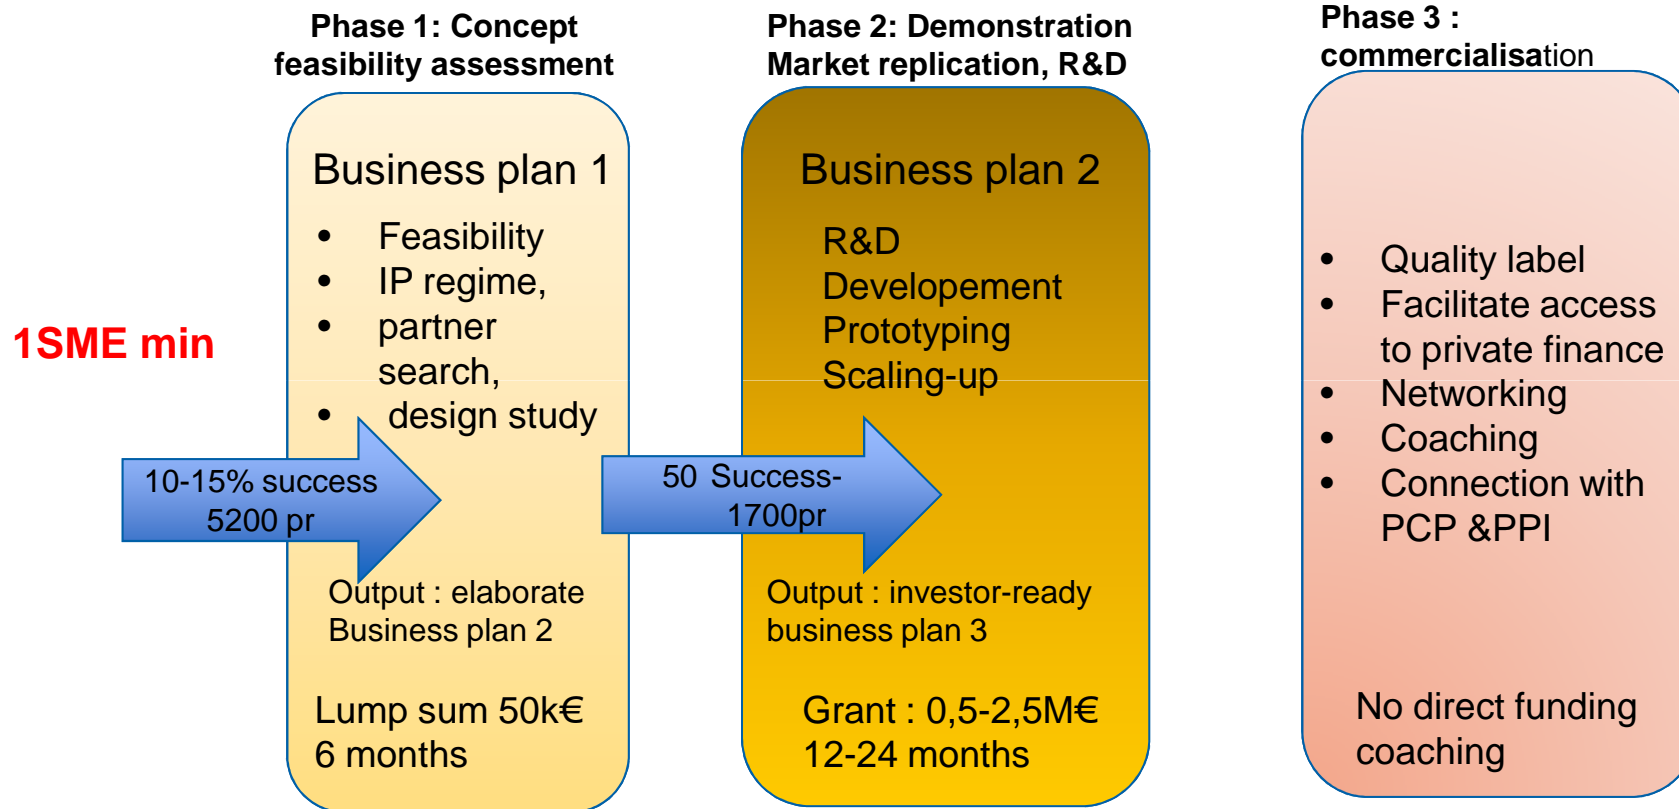 Phase 1: Concept
feasibility assessment
Business plan 1
• Feasibility
• IP regime,
• partner
search,
• design study
1SME min
10-15% success
5200 pr
Output : elaborate
Business plan 2
Lump sum 50k€
6 months
Phase 2: Demonstration
Market replication, R&D
Business plan 2
R&D
Developement
Prototyping
Scaling-up
50 Success-
1700pr
Output : investor-ready
business plan 3
Grant : 0,5-2,5M€
12-24 months
Phase 3 :
commercialisation
• Quality label
• Facilitate access
to private finance
• Networking
• Coaching
• Connection with
PCP &PPI
No direct funding
coaching